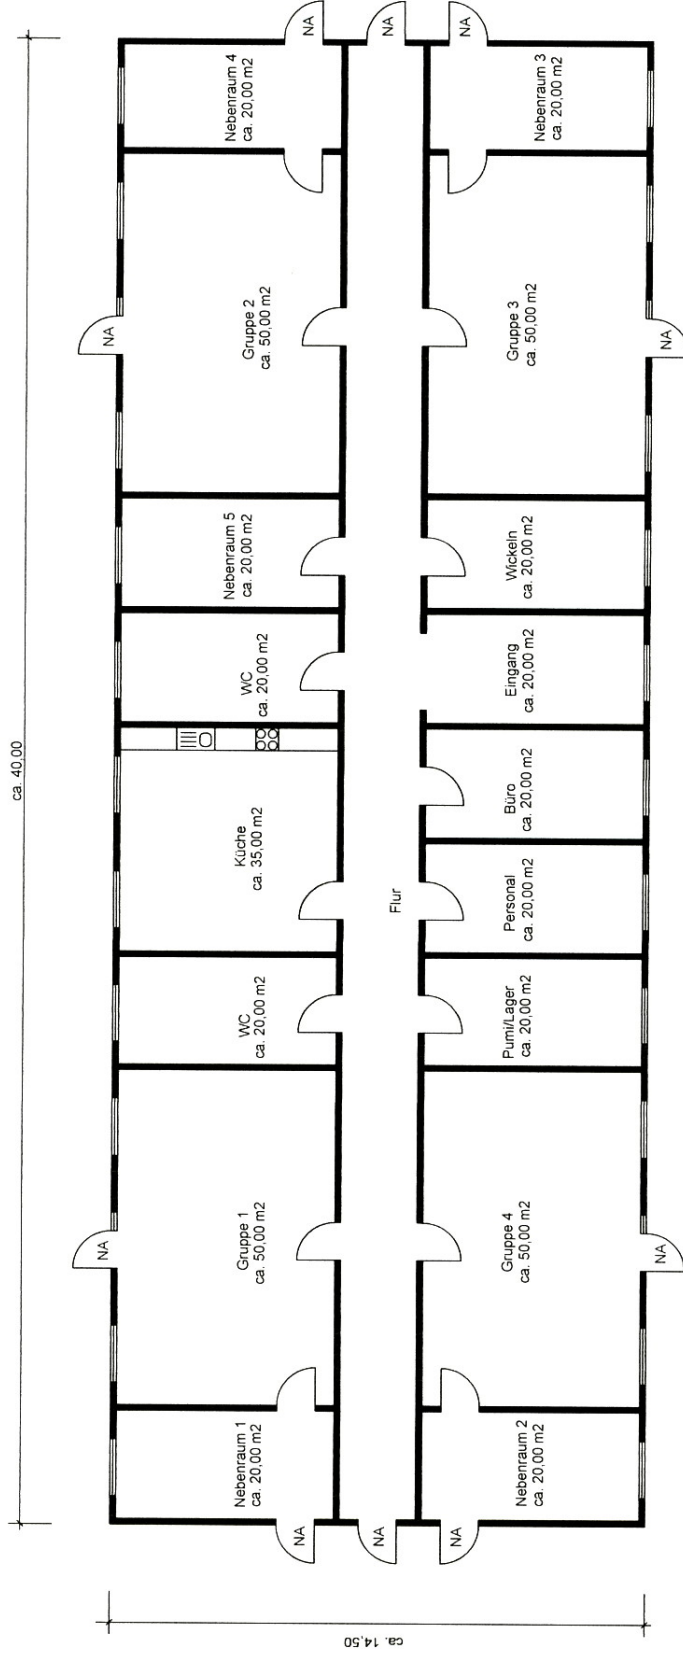 ca. 40,00
NA
NA
NA
Nebenraum 4
ca. 20,00 m2
Nebenraum 3
ca. 20,00 m2
NA
Gruppe 2
ca. 50,00 m2
Gruppe 3
ca. 50,00 m2
NA
Nebenraum 5
ca. 20,00 m2
Wickeln
ca. 20,00 m2
WC
ca. 20,00 m2
Eingang
ca. 20,00 m2
Küche
ca. 35,00 m2
Büro
ca. 20,00 m2
Flur
Personal
ca. 20,00 m2
WC
ca. 20,00 m2
Pumi/Lager
ca. 20,00 m2
NA
Gruppe 1
ca. 50,00 m2
Gruppe 4
ca. 50,00 m2
NA
Nebenraum 1
ca. 20,00 m2
Nebenraum 2
ca. 20,00 m2
NA
NA
NA
ca. 14,50